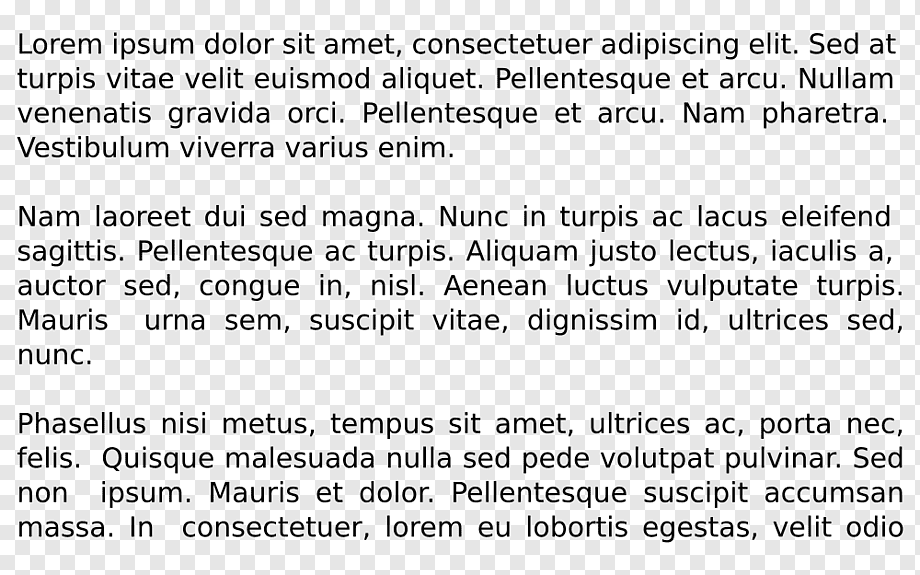 Lorem ipsum dolor sit amet, consectetuer adipiscing elit. Sed at
turpis vitae velit euismod aliquet. Pellentesque et arcu. Nullam
venenatis gravida orci. Pellentesque et arcu. Nam pharetra.
Vestibulum viverra varius enim.

Nam laoreet dui sed magna. Nunc in turpis ac lacus eleifend
sagittis. Pellentesque ac turpis. Aliquam justo lectus, iaculis a,
auctor sed, congue in, nisl. Aenean luctus vulputate turpis.
Mauris urna sem, suscipit vitae, dignissim id, ultrices sed,
nunc.

Phasellus nisi metus, tempus sit amet, ultrices ac, porta nec,
felis. Quisque malesuada nulla sed pede volutpat pulvinar. Sed
non ipsum. Mauris et dolor. Pellentesque suscipit accumsan
massa. In consectetuer, lorem eu lobortis egestas, velit odio